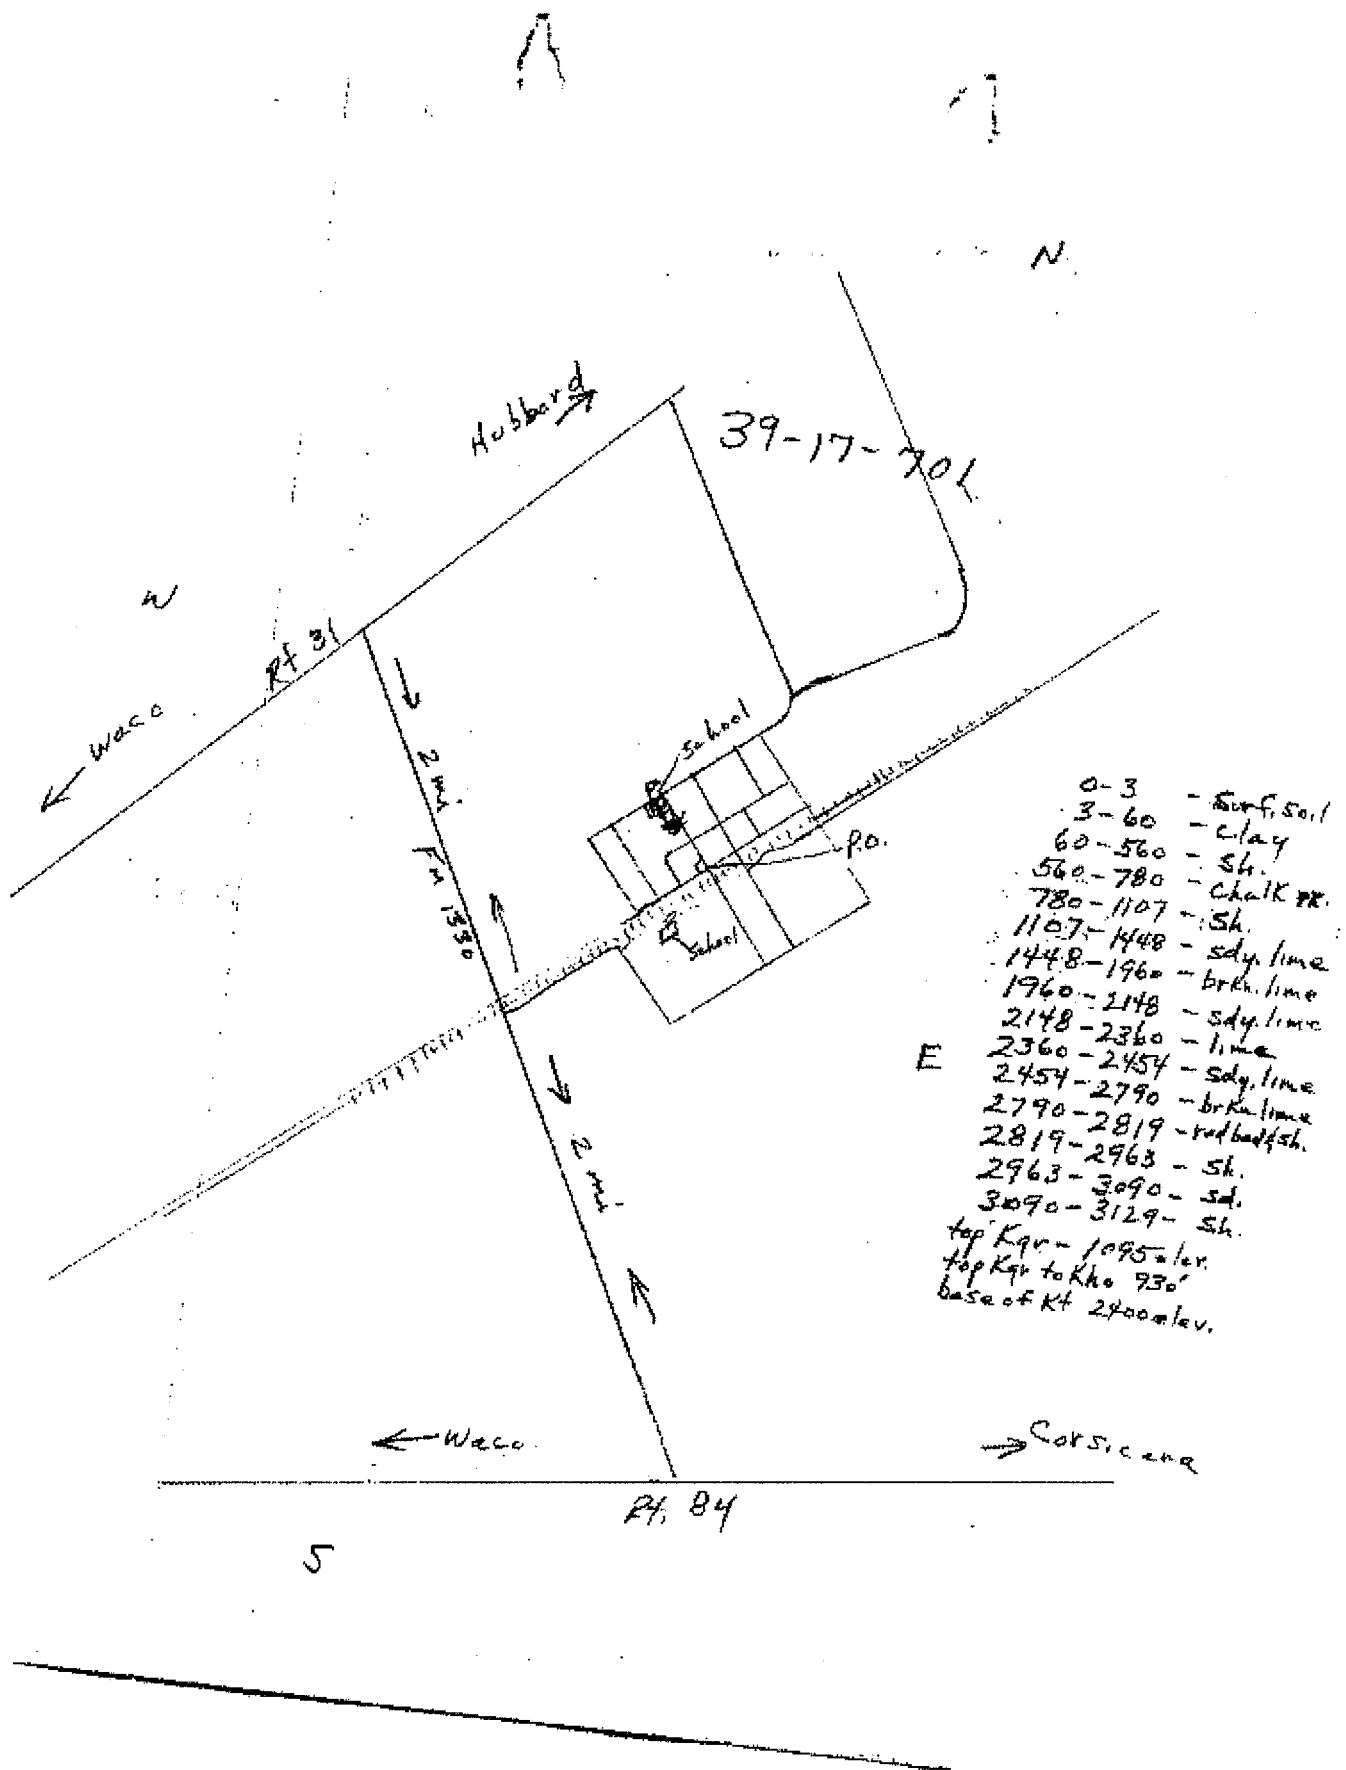 N.
Hubbard
39-17-701
W
Rt 31
Waco
2 mi
School
P.O.
School
0-3 - Surf. soil
3-60 - Clay
60-560 - Sh.
560-780 - Chalk rk.
780-1107 - Sh.
1107-1448 - sdy. lime
1448-1960 - brkn. lime
1960-2148 - sdy. lime
2148-2360 - lime
E
2360-2454 - sdy. lime
2454-2790 - brkn lime
2790-2819 - red bed & sh.
2819-2963 - Sh.
2963-3090 - sd.
3090-3129 - Sh.
top Kgr - 1095 elev.
top Kgr to Kho 930'
base of Kt 2400 elev.
2 mi
Waco
Corsicana
Rt. 84
S